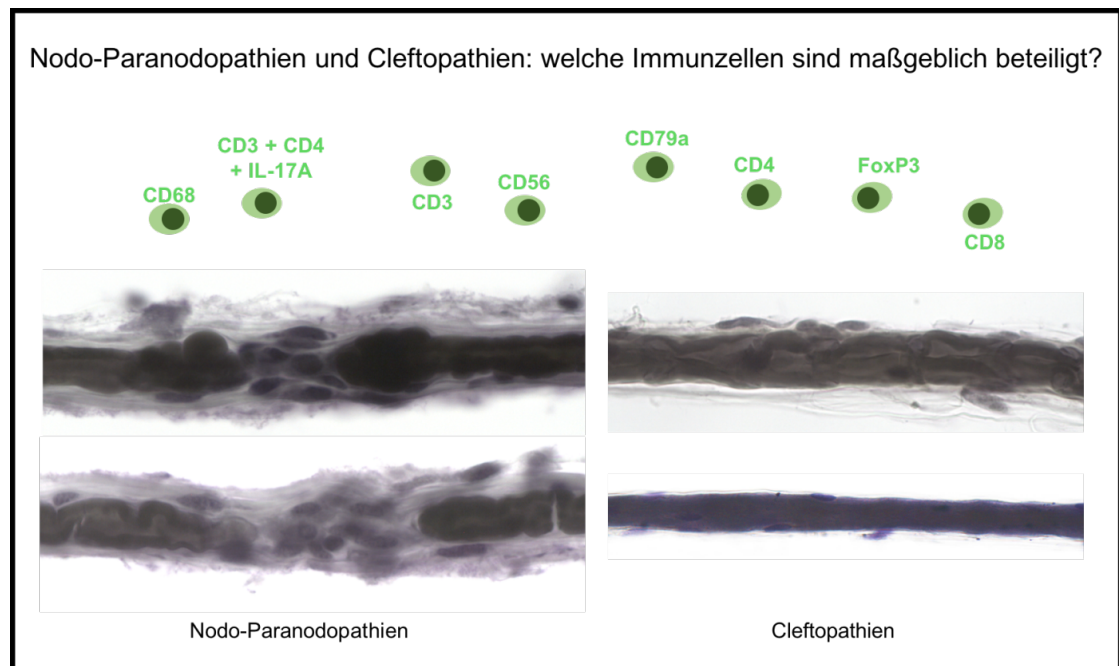 Nodo-Paranodopathien und Cleftopathien: welche Immunzellen sind maßgeblich beteiligt?
CD68
CD3 + CD4
+ IL-17A
CD3
CD56
CD79a
CD4
FoxP3
CD8
Nodo-Paranodopathien
Cleftopathien